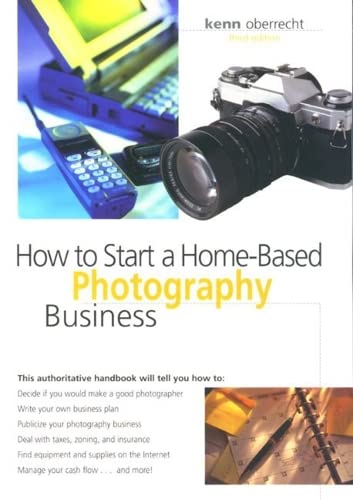 kenn oberrecht
third edition
How to Start a Home-Based
Photography
Business
This authoritative handbook will tell you how to:
Decide if you would make a good photographer
Write your own business plan
Publicize your photography business
Deal with taxes, zoning, and insurance
Find equipment and supplies on the Internet
Manage your cash flow . . . and more!